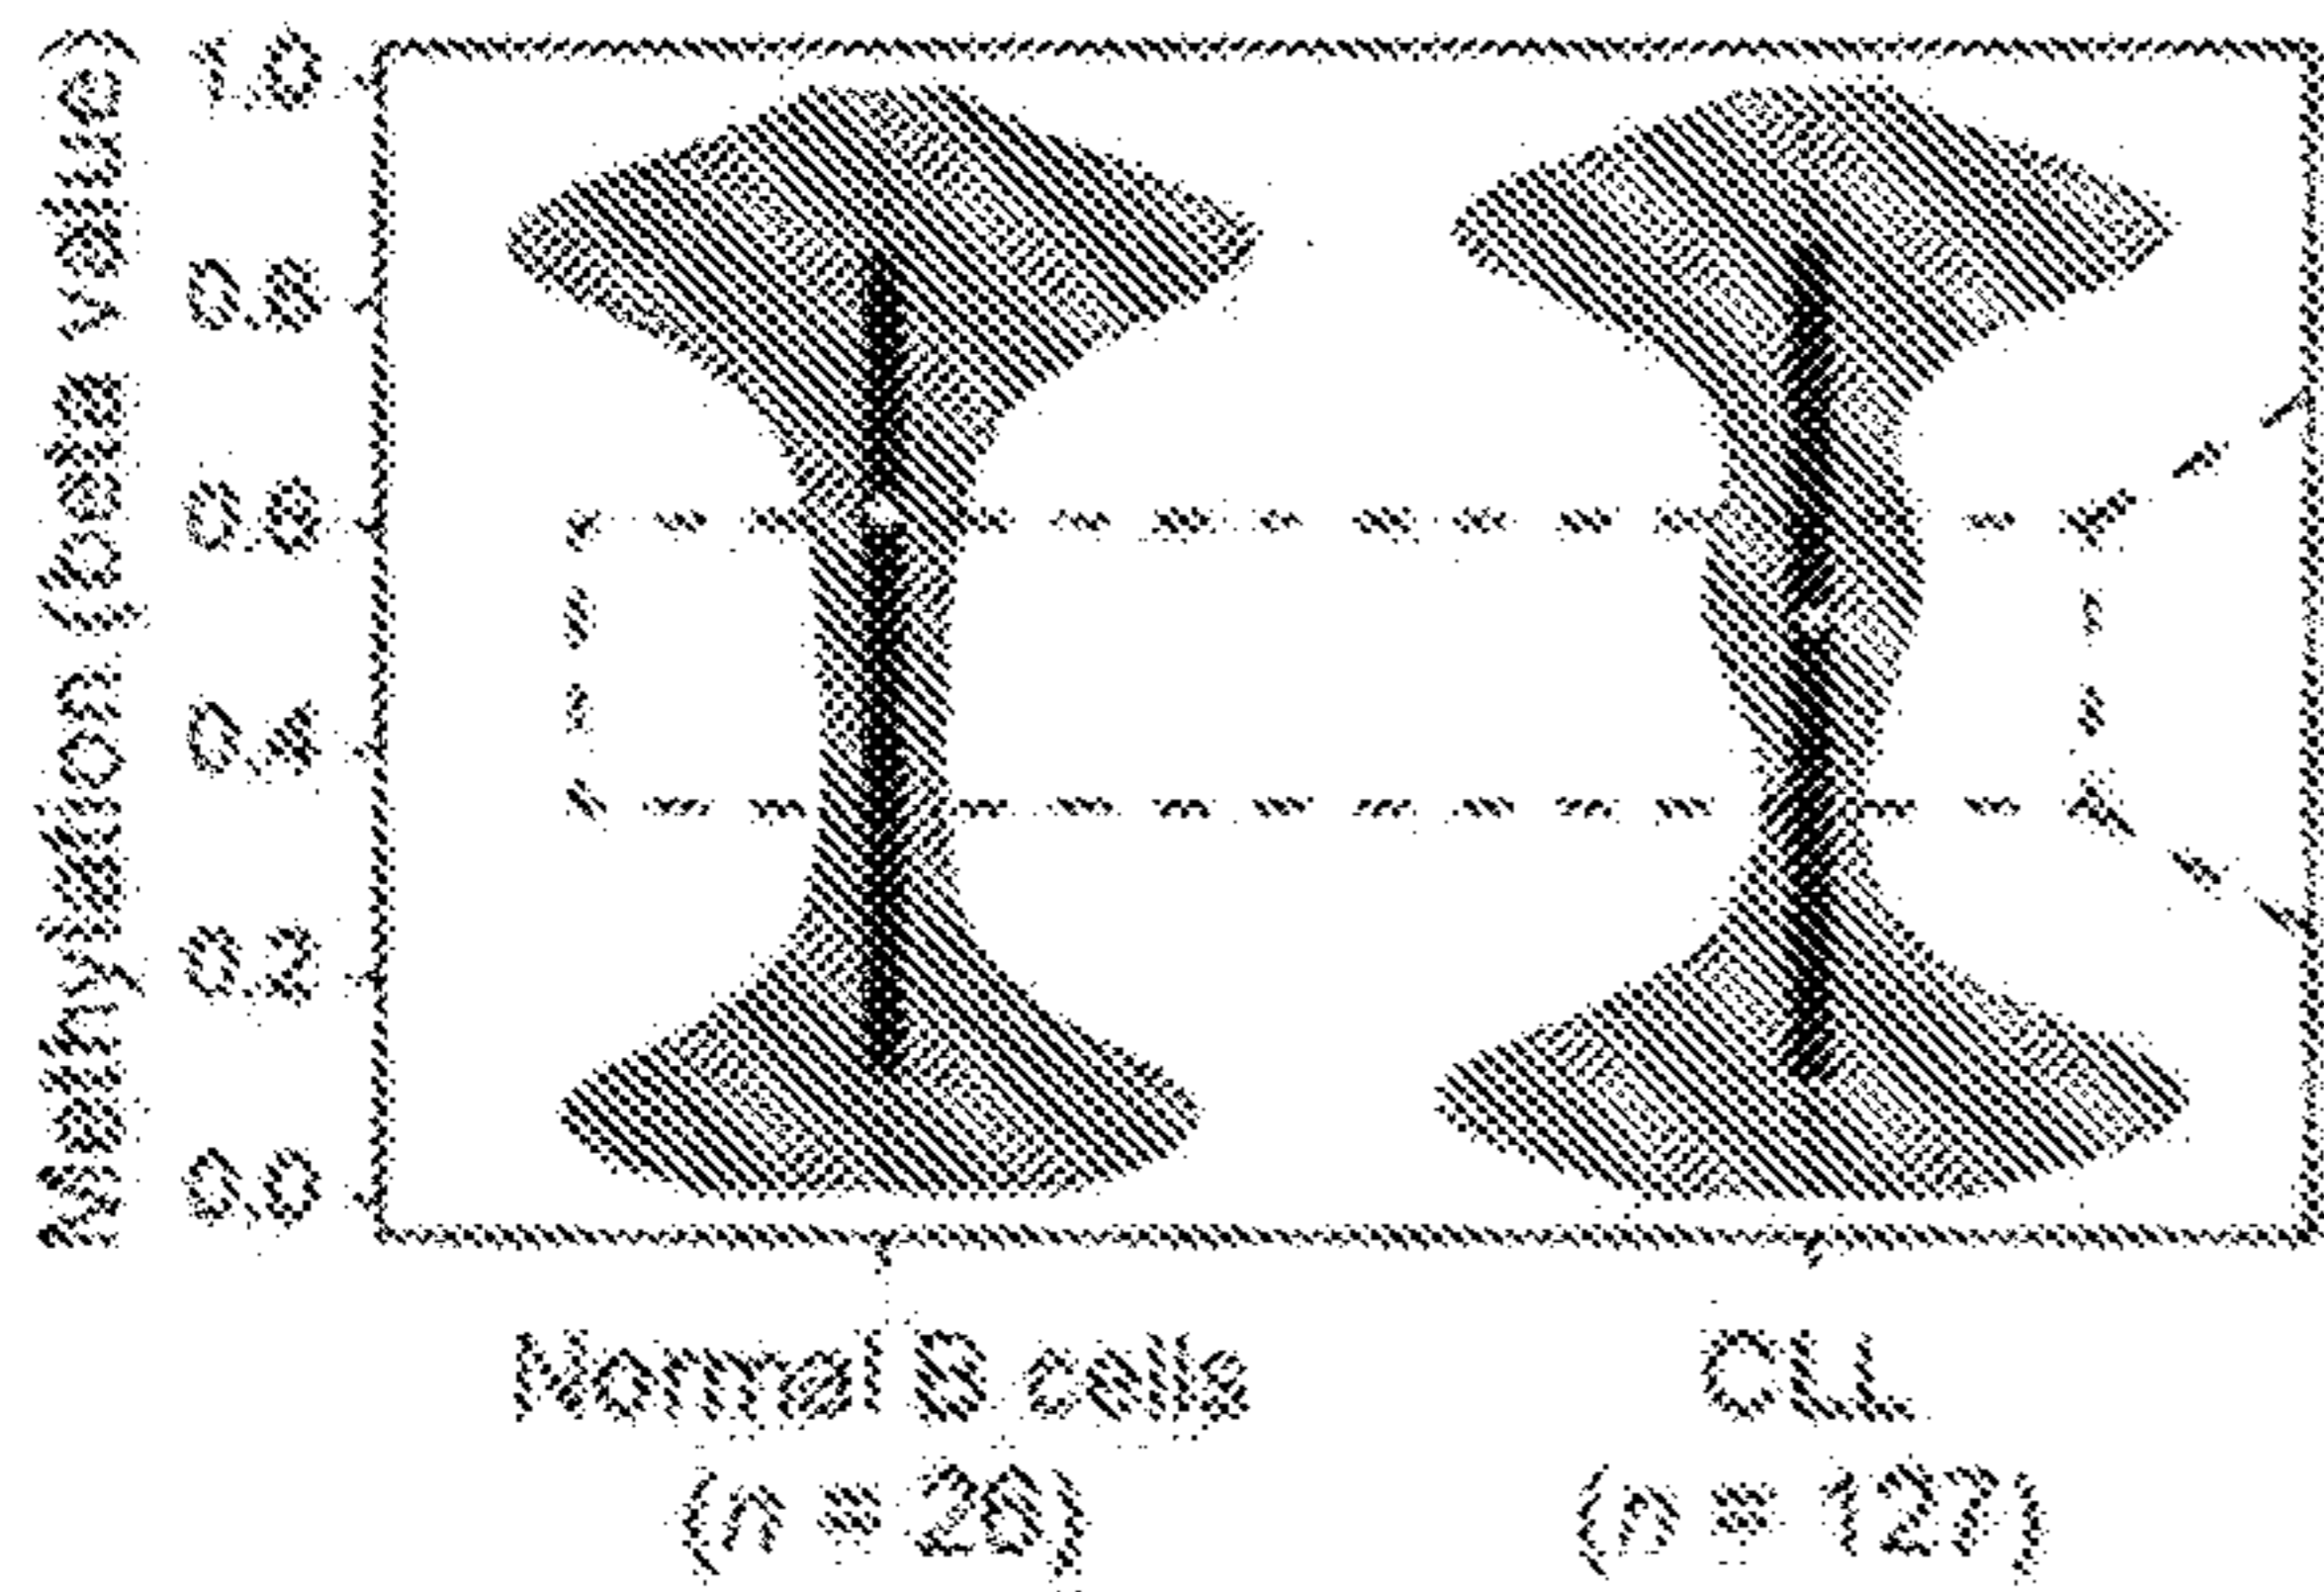 Methylation (beta value)
1.0
0.8
0.6
0.4
0.2
0.0
Normal B cells
(n = 26)
CLL
(n = 127)